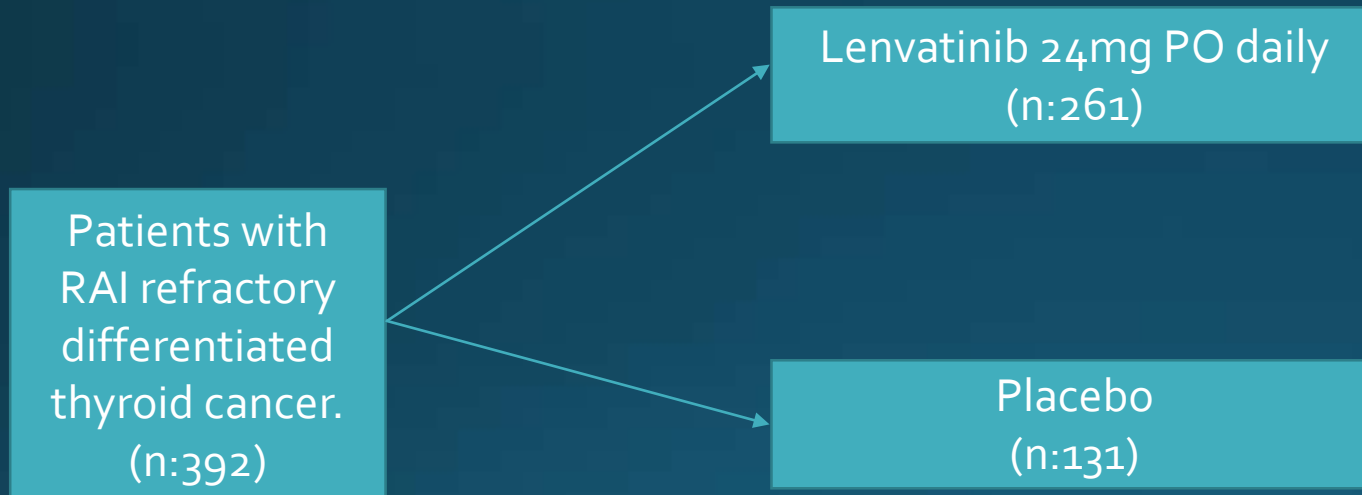 Lenvatinib 24mg PO daily
(n:261)
Patients with
RAI refractory
differentiated
thyroid cancer.
(n:392)
Placebo
(n:131)